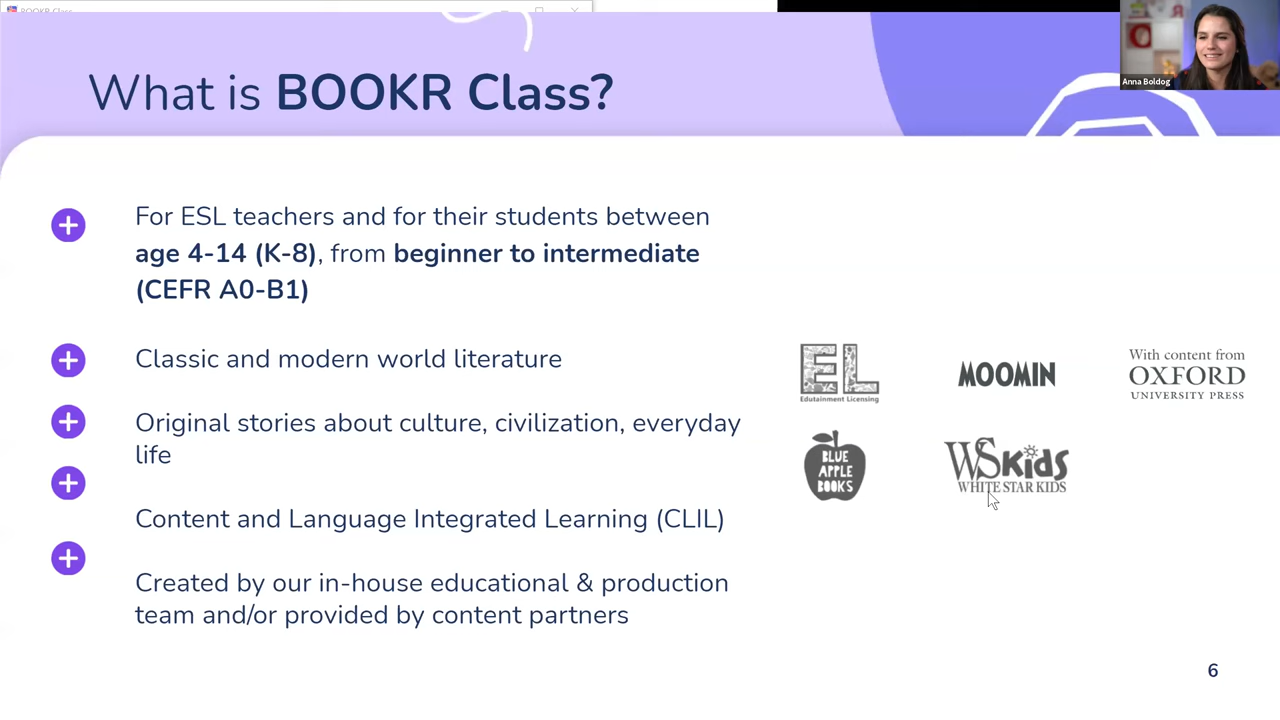 BOOKR Class
What is BOOKR Class?
Anna Boldog
For ESL teachers and for their students between
age 4-14 (K-8), from beginner to intermediate
(CEFR A0-B1)
Classic and modern world literature
Original stories about culture, civilization, everyday
life
Content and Language Integrated Learning (CLIL)
Created by our in-house educational & production
team and/or provided by content partners
EL
Edutainment Licensing
MOOMIN
With content from
OXFORD
UNIVERSITY PRESS
BLUE
APPLE
BOOKS
WSKids
WHITE STAR KIDS
6